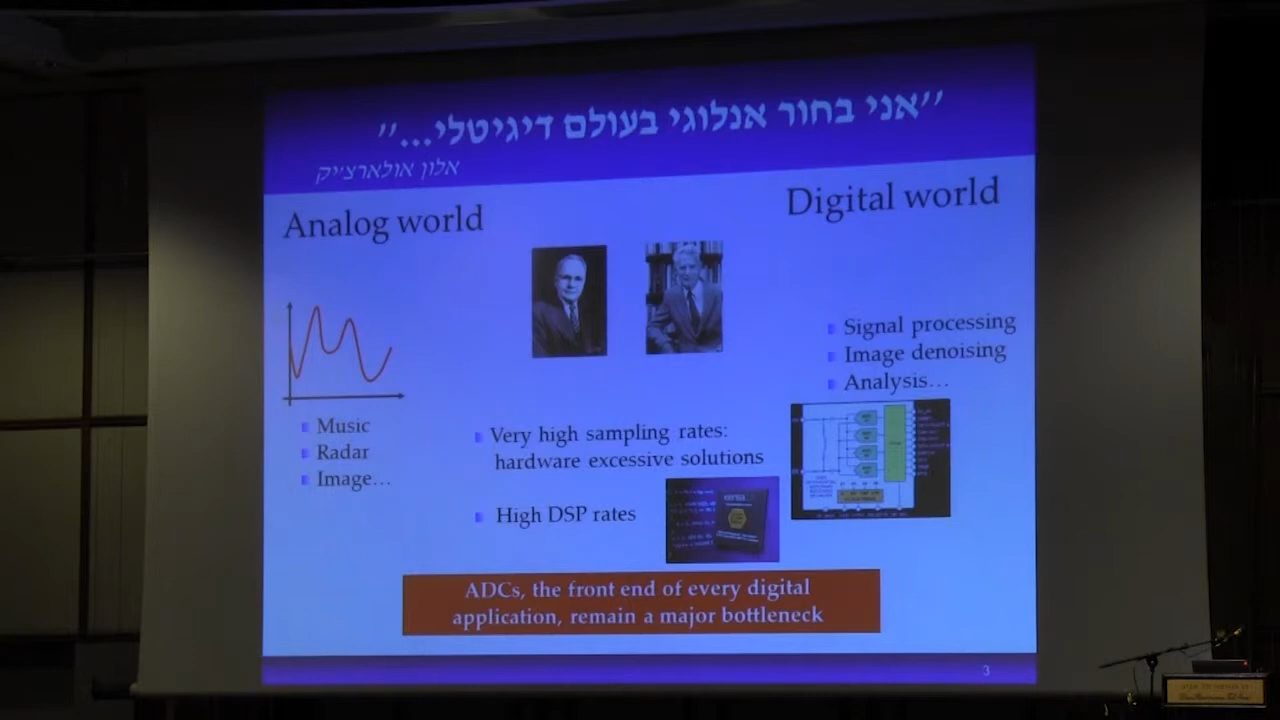 "אני בחור אנלוגי בעולם דיגיטלי..."
אלון אולארצ׳יק
Analog world
Digital world
Music
Radar
Image...
Very high sampling rates:
hardware excessive solutions
High DSP rates
Signal processing
Image denoising
Analysis...
ADCs, the front end of every digital
application, remain a major bottleneck
3